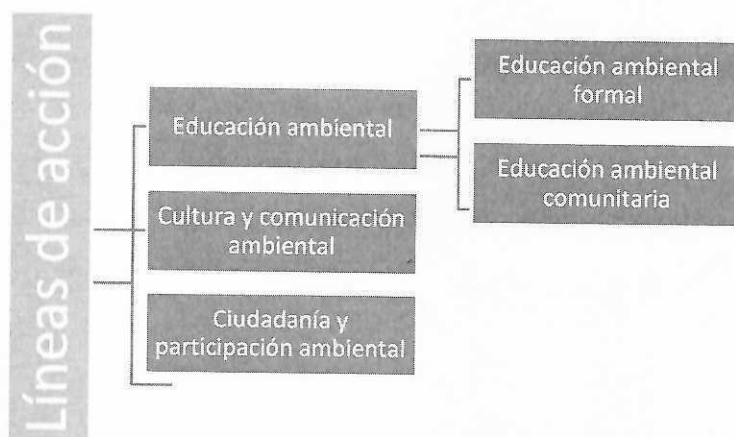 Líneas de acción
Educación ambiental
Cultura y comunicación
ambiental
Ciudadanía y
participación ambiental
Educación ambiental
formal
Educación ambiental
comunitaria